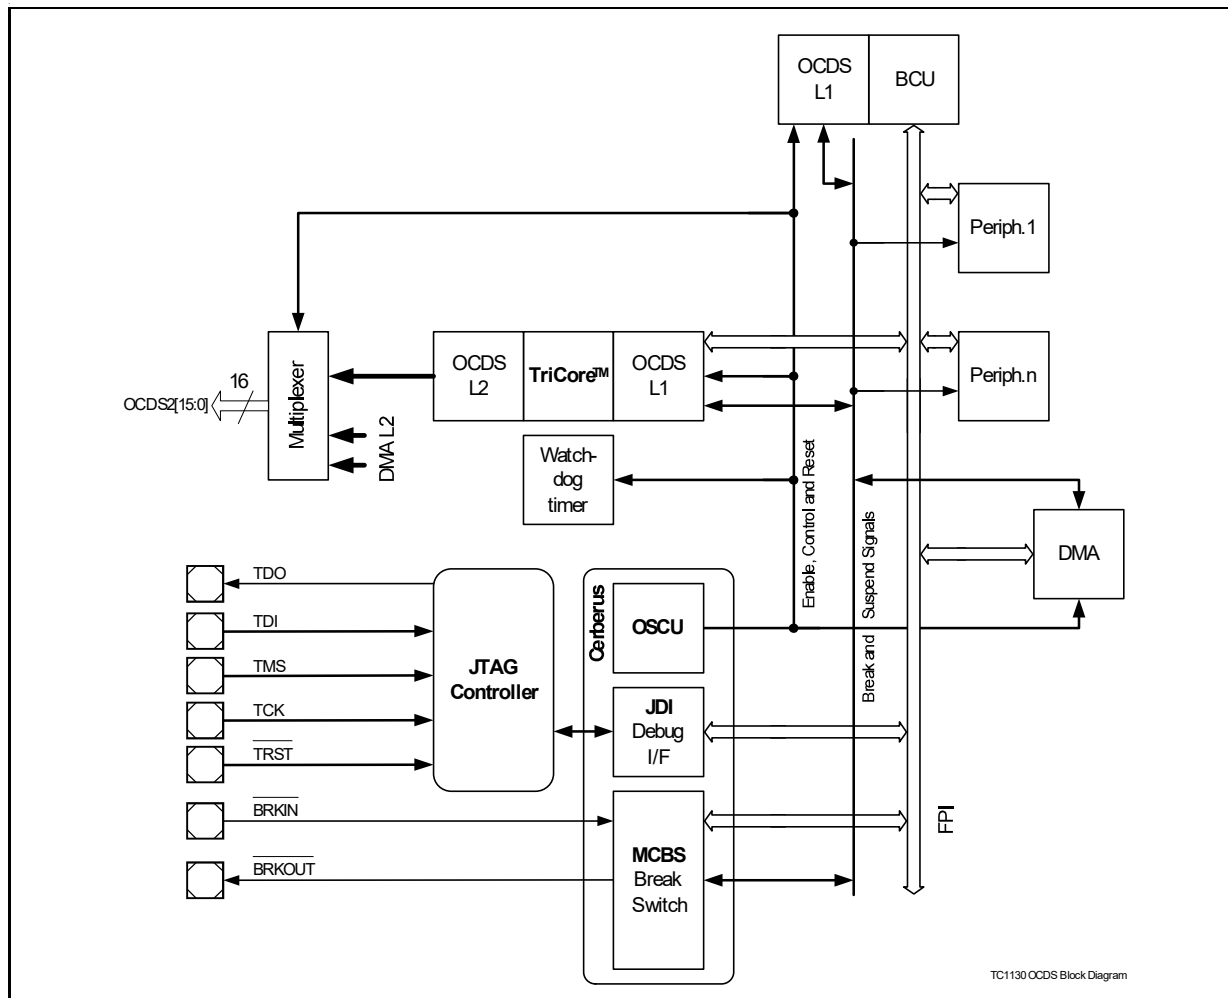 OCDS
L1
BCU
Periph.1
OCDS
L2
TriCore™
OCDS
L1
Periph.n
16
OCDS2[15:0]
Multiplexer
DMA L2
Watch-
dog
timer
Enable, Control and Reset
Break and Suspend Signals
DMA
TDO
TDI
TMS
TCK
TRST
BRKIN
BRKOUT
JTAG
Controller
Cerberus
OSCU
JDI
Debug
I/F
MCBS
Break
Switch
FPI
TC1130 OCDS Block Diagram